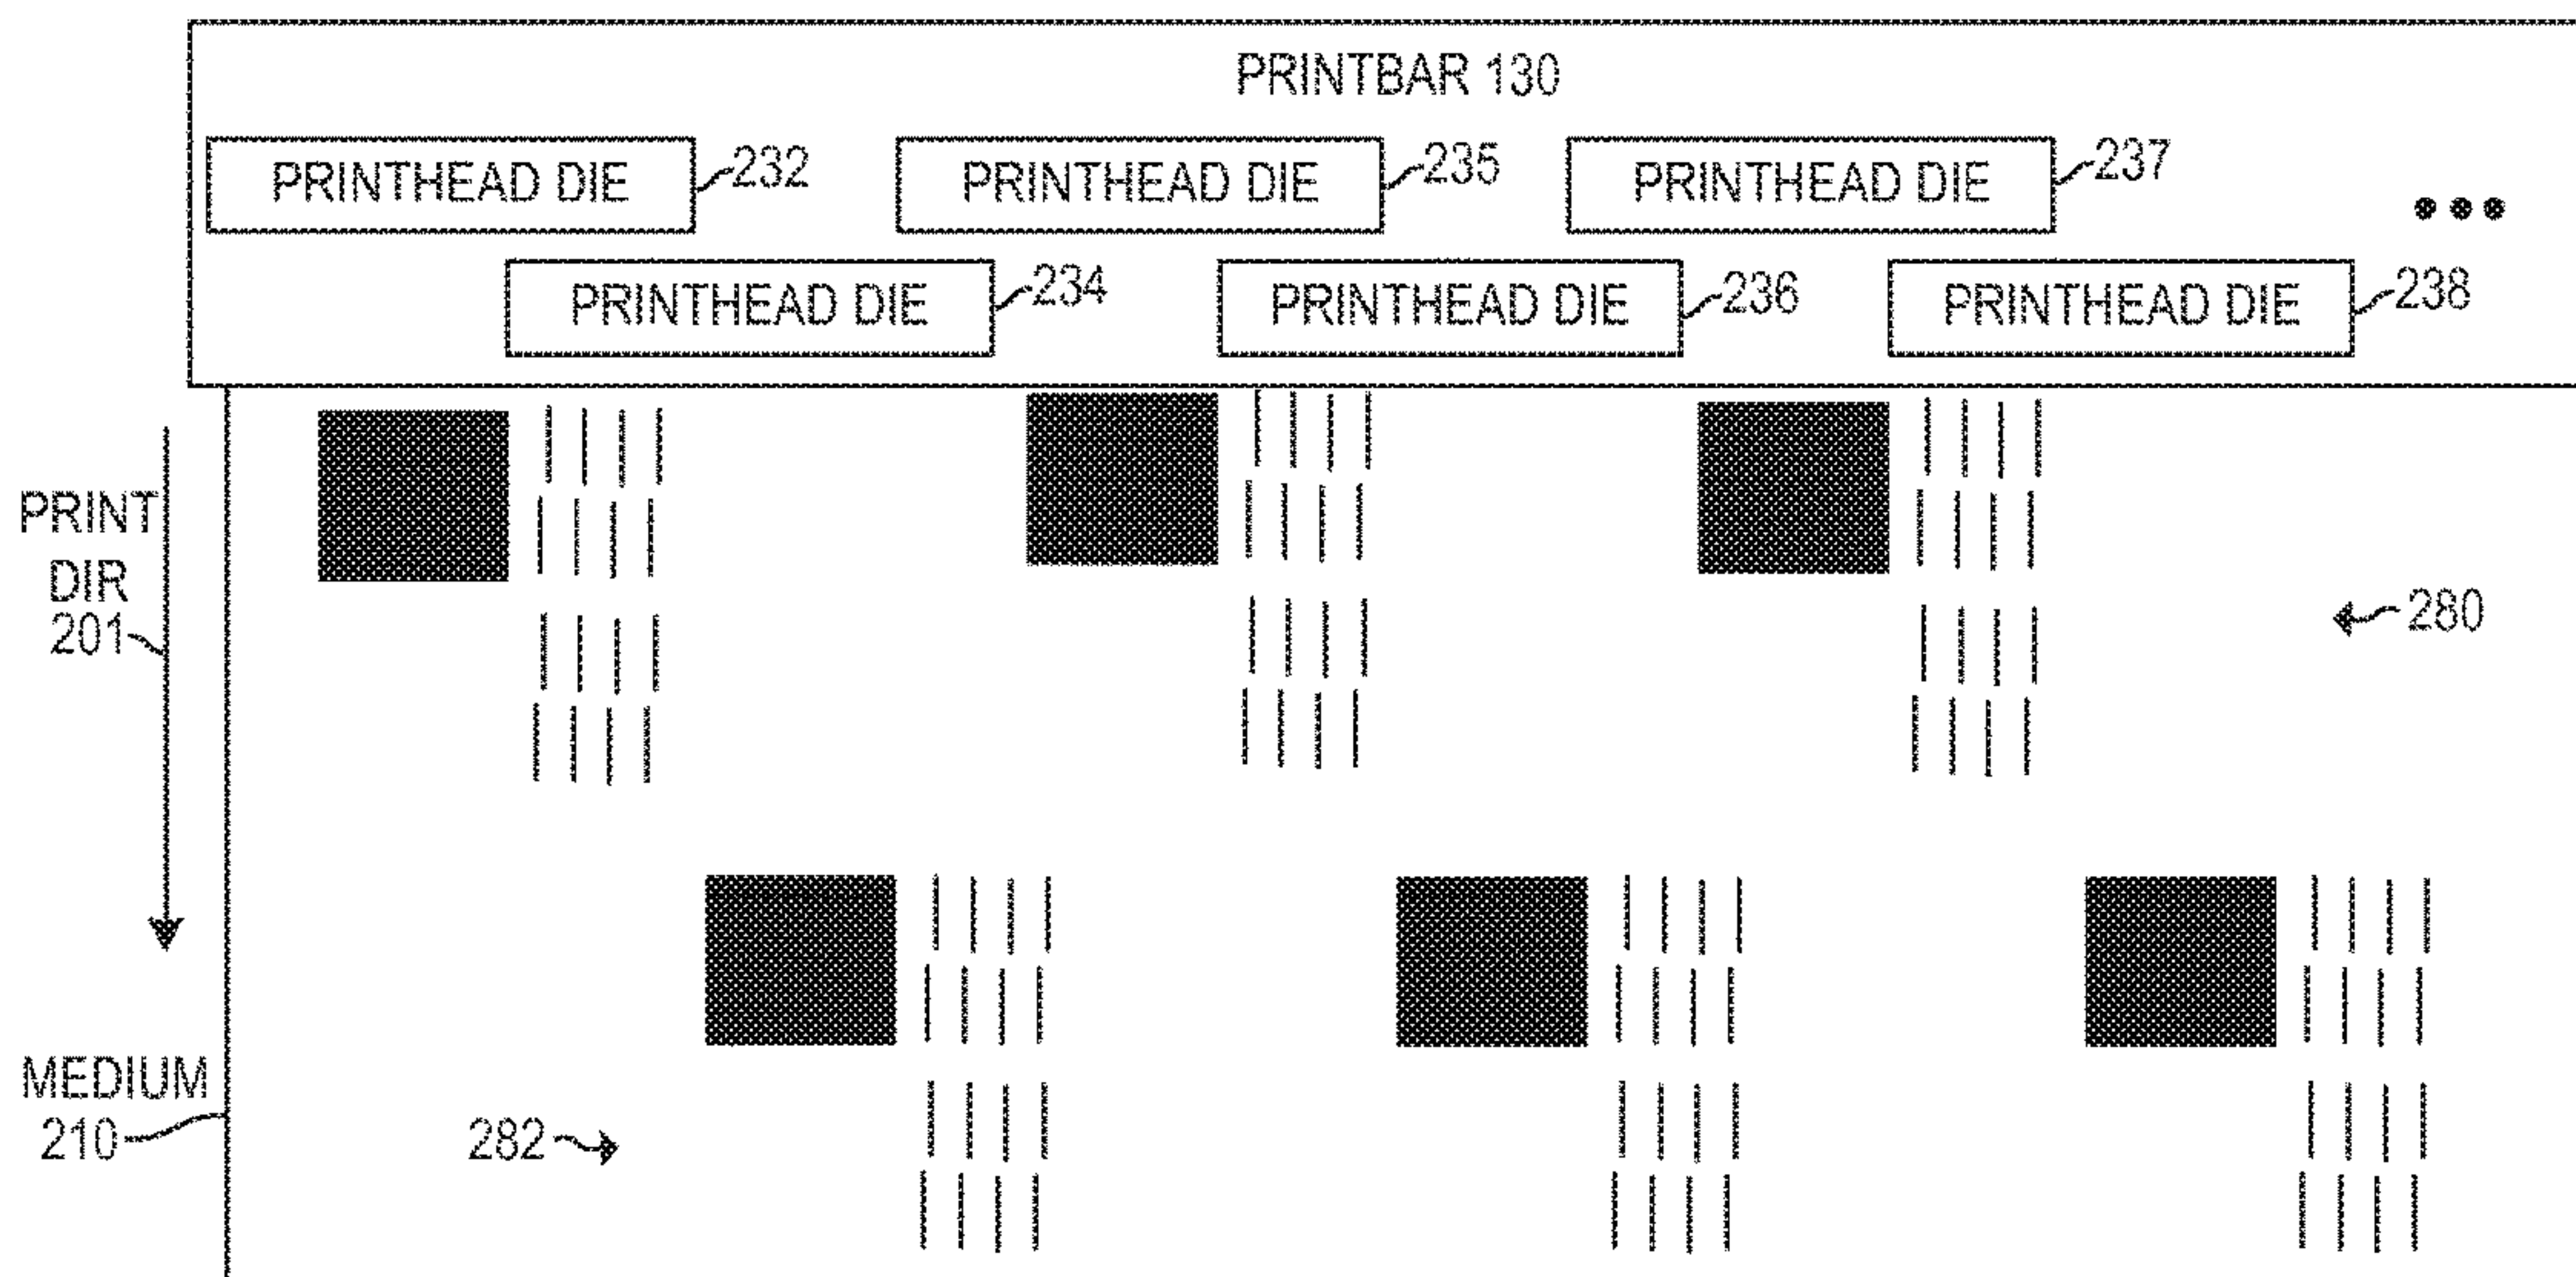 PRINTBAR 130
PRINTHEAD DIE 232
PRINTHEAD DIE 235
PRINTHEAD DIE 237
PRINTHEAD DIE 234
PRINTHEAD DIE 236
PRINTHEAD DIE 238
PRINT
DIR
201
280
MEDIUM
210
282